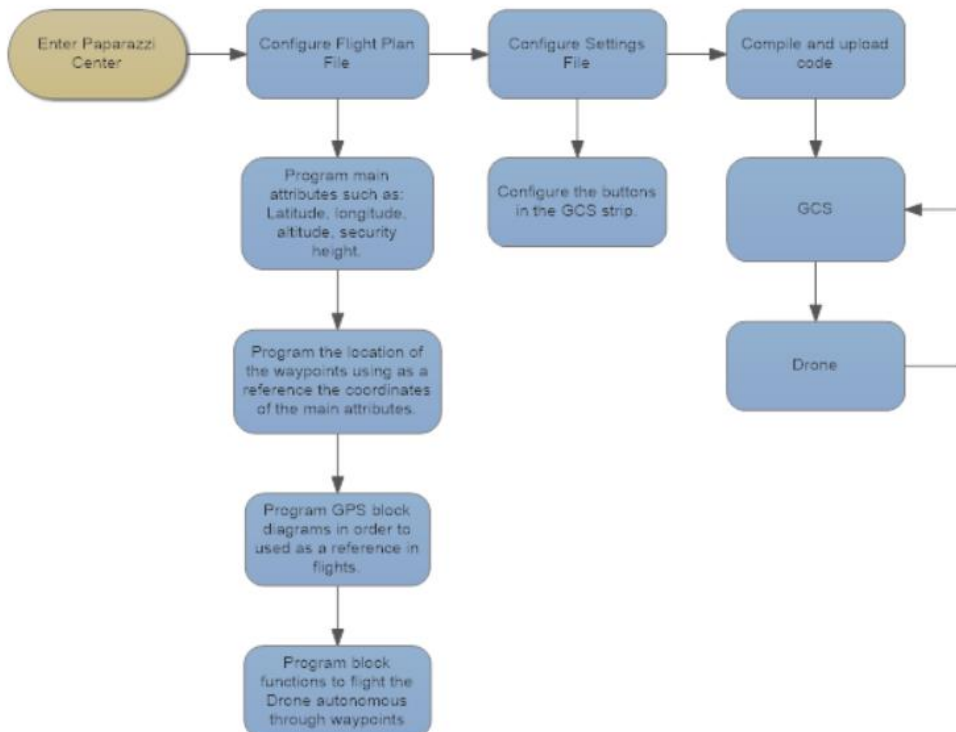 Enter Paparazzi
Center
Configure Flight Plan
File
Configure Settings
File
Compile and upload
code
Program main
attributes such as:
Latitude, longitude,
altitude, security
height.
Configure the buttons
in the GCS strip.
GCS
Program the location of
the waypoints using as a
reference the coordinates
of the main attributes.
Drone
Program GPS block
diagrams in order to
used as a reference in
flights.
Program block
functions to flight the
Drone autonomous
through waypoints